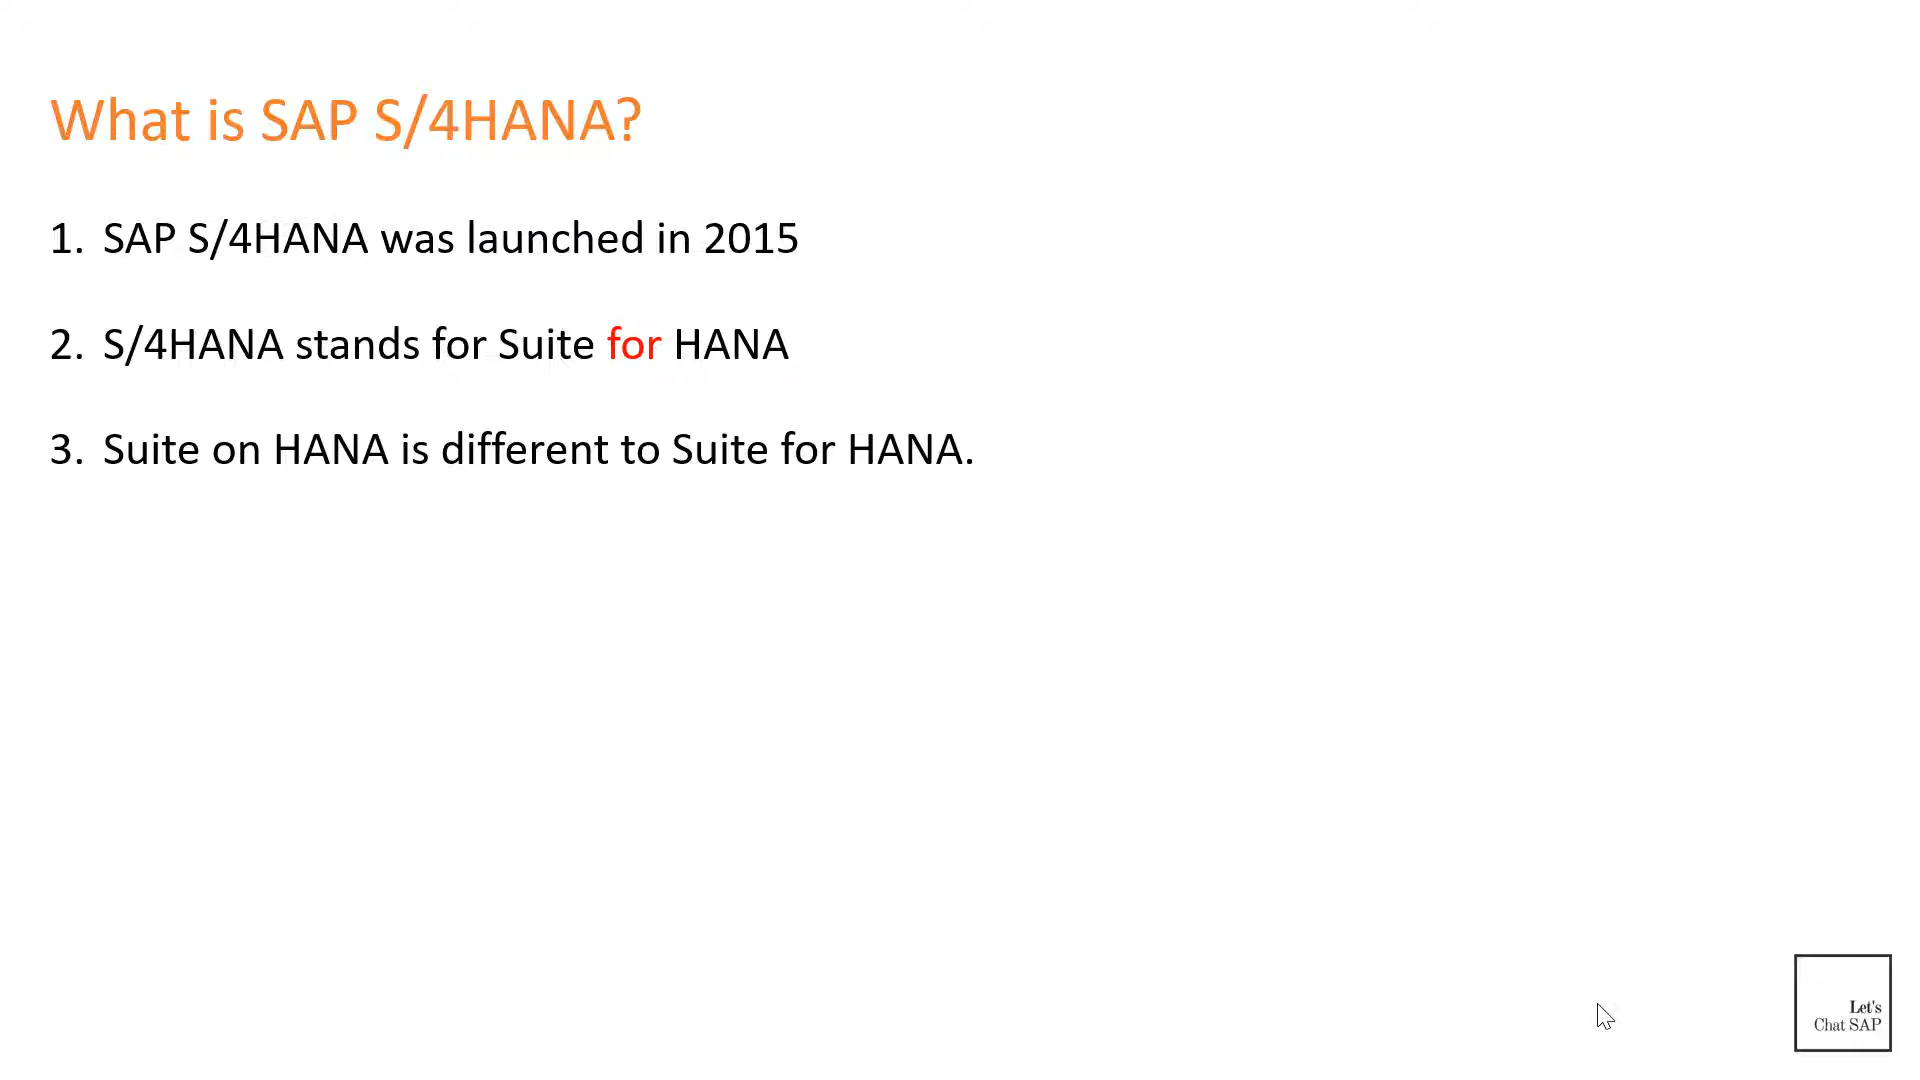 What is SAP S/4HANA?
1. SAP S/4HANA was launched in 2015
2. S/4HANA stands for Suite for HANA
3. Suite on HANA is different to Suite for HANA.
Let's
Chat SAP